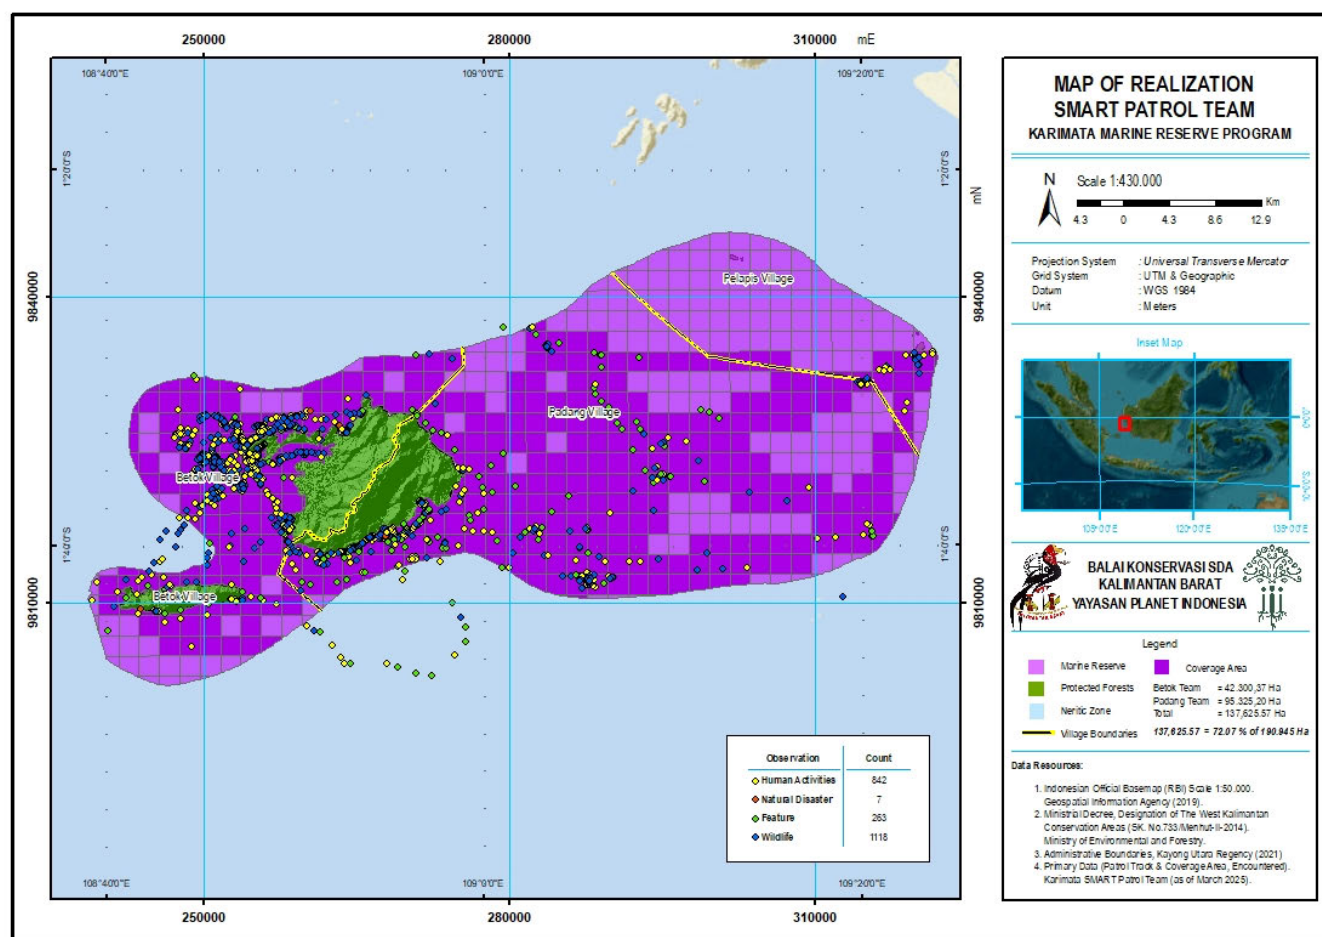 250000
280000
310000 mE
108°40'0"E
109°0'0"E
109°20'0"E
1°20'0"S
1°20'0"S
mN
9840000
9840000
Pelapis Village
Padang Village
Betok Village
1°40'0"S
1°40'0"S
Betok Village
9810000
9810000
Observation Count
Human Activities 842
Natural Disaster 7
Feature 263
Wildlife 1118
108°40'0"E
109°0'0"E
109°20'0"E
250000
280000
310000
MAP OF REALIZATION
SMART PATROL TEAM
KARIMATA MARINE RESERVE PROGRAM
N
Scale 1:430.000
Km
4.3 0 4.3 8.6 12.9
Projection System : Universal Transverse Mercator
Grid System : UTM & Geographic
Datum : WGS 1984
Unit : Meters
Inset Map
0°0'0"
105°0'0"E 120°0'0"E 135°0'0"E
BALAI KONSERVASI SDA
KALIMANTAN BARAT
YAYASAN PLANET INDONESIA
Legend
Marine Reserve
Coverage Area
Protected Forests
Betok Team = 42.300,37 Ha
Padang Team = 95.325,20 Ha
Neritic Zone
Total = 137,625.57 Ha
Village Boundaries
137,625.57 = 72.07 % of 190.945 Ha
Data Resources:
1. Indonesian Official Basemap (RBI) Scale 1:50.000.
Geospatial Information Agency (2019).
2. Ministrial Decree, Designation of The West Kalimantan
Conservation Areas (SK. No.733/Menhut-II-2014).
Ministry of Environmental and Forestry.
3. Administrative Boundaries, Kayong Utara Regency (2021)
4. Primary Data (Patrol Track & Coverage Area, Encountered).
Karimata SMART Patrol Team (as of March 2025).